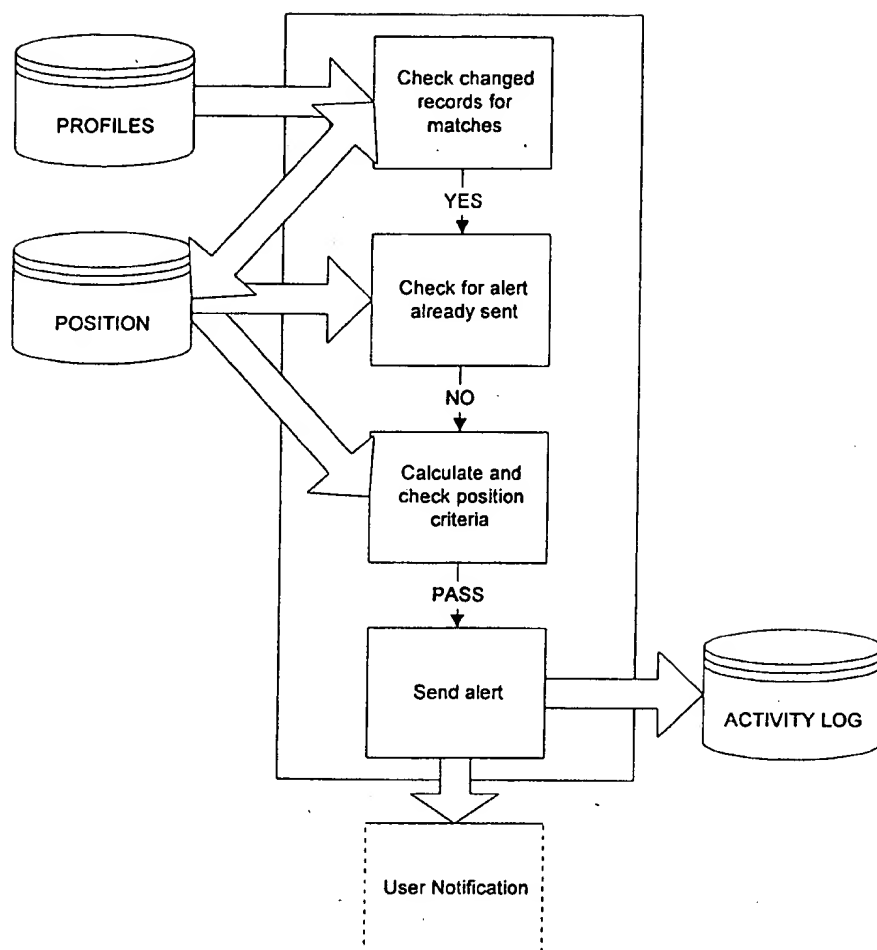 PROFILES
Check changed
records for
matches
YES
POSITION
Check for alert
already sent
NO
Calculate and
check position
criteria
PASS
Send alert
ACTIVITY LOG
User Notification